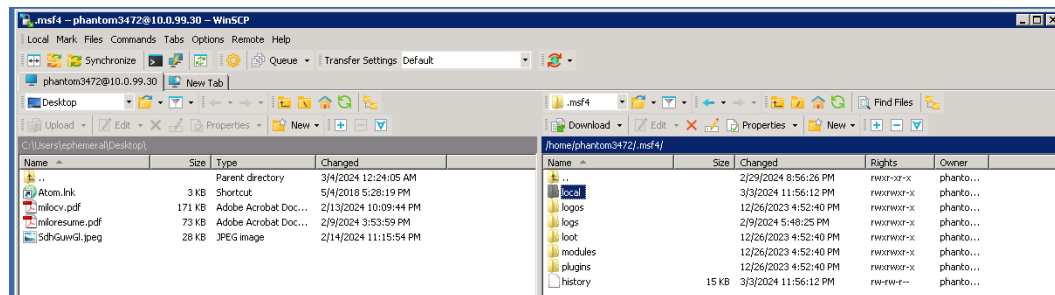 .msf4 – phantom3472@10.0.99.30 – WinSCP
Local Mark Files Commands Tabs Options Remote Help
Synchronize Queue Transfer Settings Default
phantom3472@10.0.99.30 New Tab
Desktop .msf4 Find Files
Upload Edit Properties New Download Edit Properties New
C:\Users\ephemeral\Desktop\ /home/phantom3472/.msf4/
Name Size Type Changed Name Size Changed Rights Owner
.. Parent directory 3/4/2024 12:24:05 AM .. 2/29/2024 8:56:26 PM rwxr-xr-x phanto...
Atom.lnk 3 KB Shortcut 5/4/2018 5:28:19 PM local 3/3/2024 11:56:12 PM rwxrwxr-x phanto...
milocv.pdf 171 KB Adobe Acrobat Doc... 2/13/2024 10:09:44 PM logos 12/26/2023 4:52:40 PM rwxrwxr-x phanto...
miloresume.pdf 73 KB Adobe Acrobat Doc... 2/9/2024 3:53:59 PM logs 2/9/2024 5:48:25 PM rwxrwxr-x phanto...
SdhGuwGl.jpeg 28 KB JPEG image 2/14/2024 11:15:54 PM loot 12/26/2023 4:52:40 PM rwxrwxr-x phanto...
modules 12/26/2023 4:52:40 PM rwxrwxr-x phanto...
plugins 12/26/2023 4:52:40 PM rwxrwxr-x phanto...
history 15 KB 3/3/2024 11:56:12 PM rw-rw-r-- phanto...